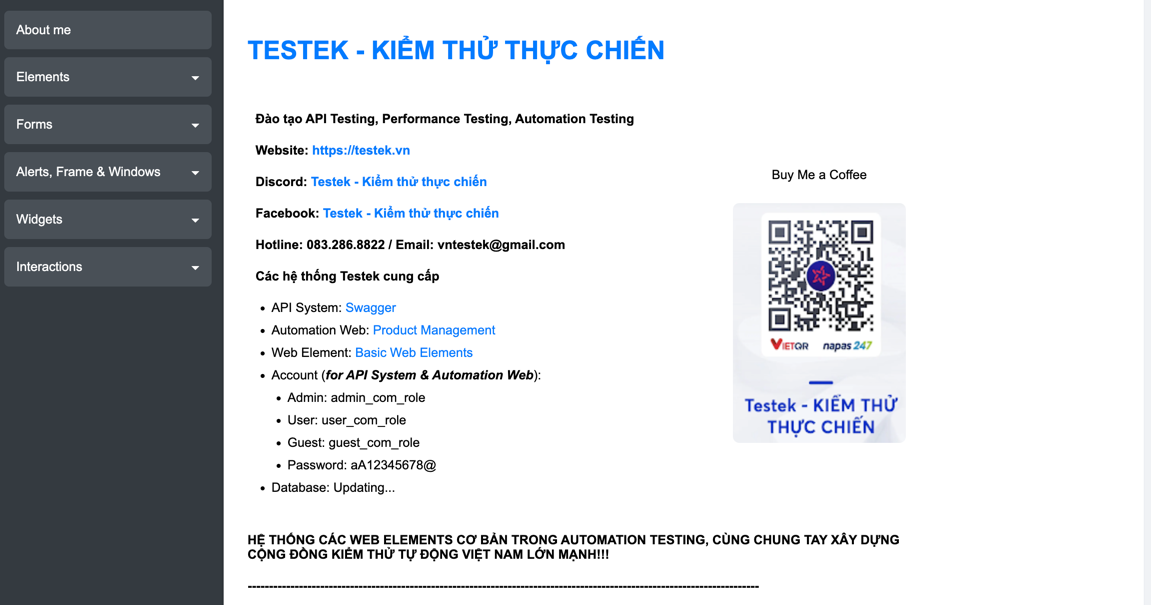 About me
Elements
Forms
Alerts, Frame & Windows
Widgets
Interactions
TESTEK - KIỂM THỬ THỰC CHIẾN
Đào tạo API Testing, Performance Testing, Automation Testing
Website: https://testek.vn
Discord: Testek - Kiểm thử thực chiến
Facebook: Testek - Kiểm thử thực chiến
Hotline: 083.286.8822 / Email: vntestek@gmail.com
Các hệ thống Testek cung cấp
API System: Swagger
Automation Web: Product Management
Web Element: Basic Web Elements
Account (for API System & Automation Web):
Admin: admin_com_role
User: user_com_role
Guest: guest_com_role
Password: aA12345678@
Database: Updating...
Buy Me a Coffee
VIETQR napas 247
Testek - KIỂM THỬ
THỰC CHIẾN
HỆ THỐNG CÁC WEB ELEMENTS CƠ BẢN TRONG AUTOMATION TESTING, CÙNG CHUNG TAY XÂY DỰNG
CỘNG ĐỒNG KIỂM THỬ TỰ ĐỘNG VIỆT NAM LỚN MẠNH!!!